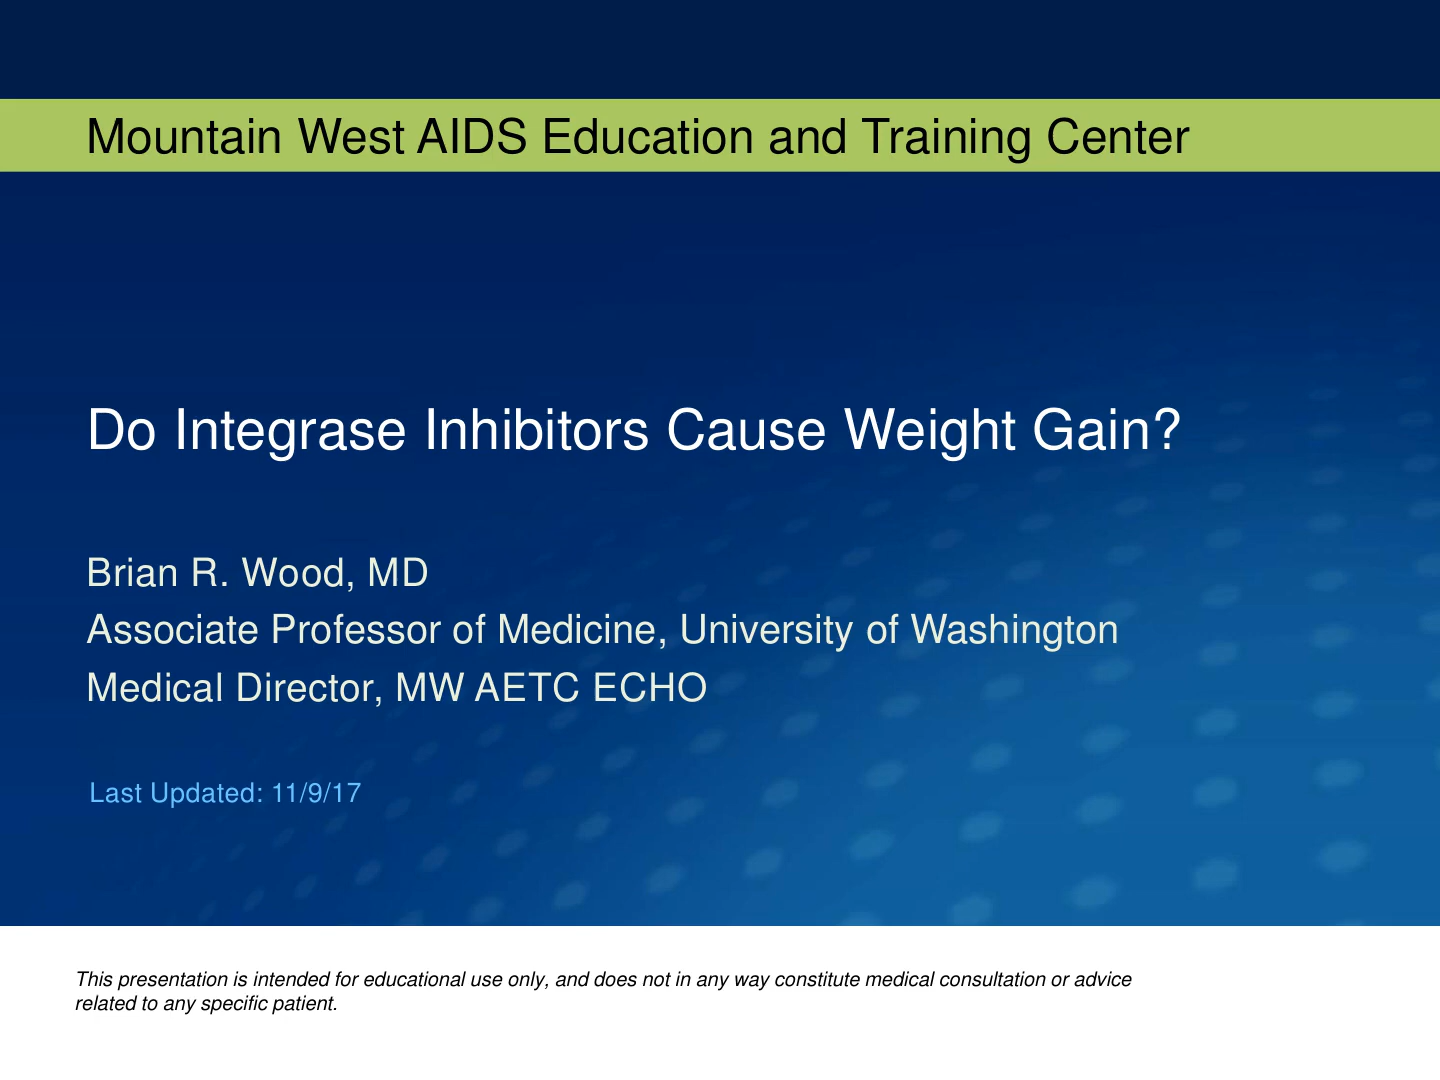 Mountain West AIDS Education and Training Center
Do Integrase Inhibitors Cause Weight Gain?
Brian R. Wood, MD
Associate Professor of Medicine, University of Washington
Medical Director, MW AETC ECHO
Last Updated: 11/9/17
This presentation is intended for educational use only, and does not in any way constitute medical consultation or advice
related to any specific patient.